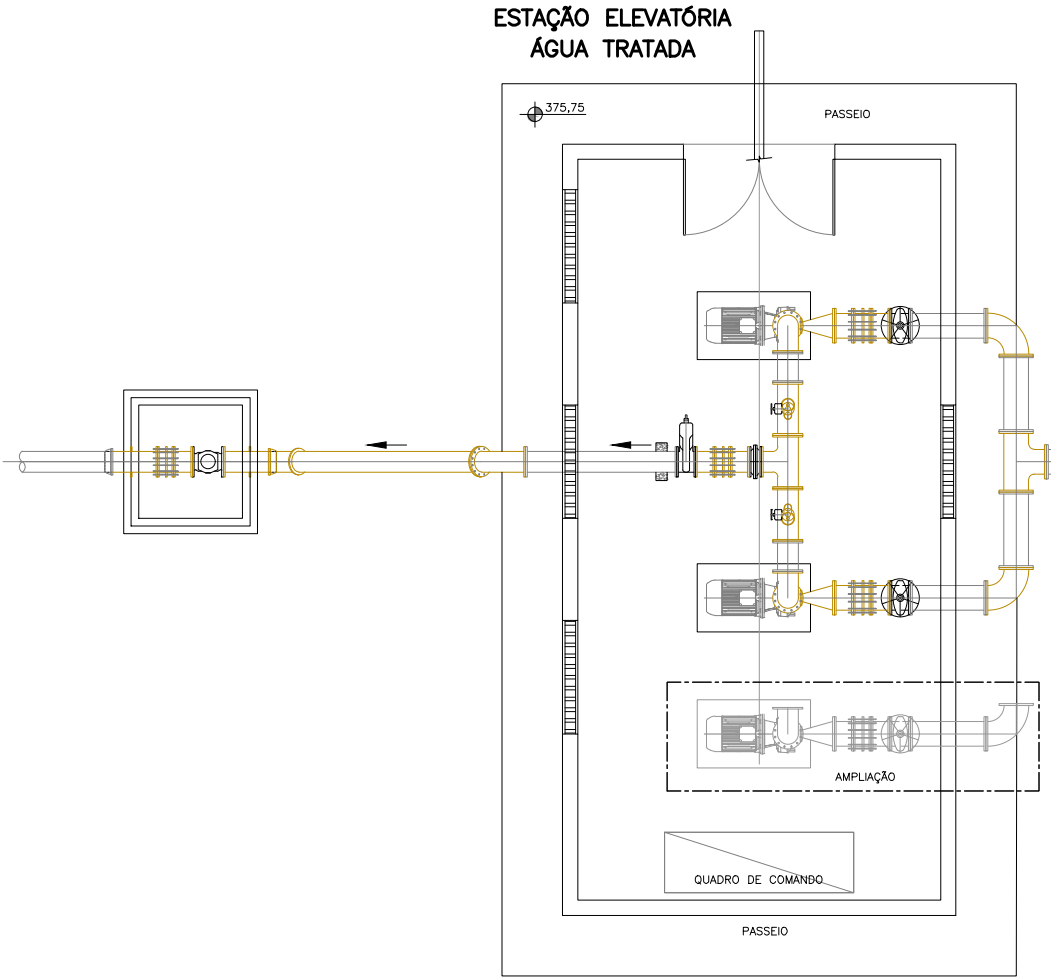 ESTAÇÃO ELEVATÓRIA
ÁGUA TRATADA
375,75
PASSEIO
AMPLIAÇÃO
QUADRO DE COMANDO
PASSEIO